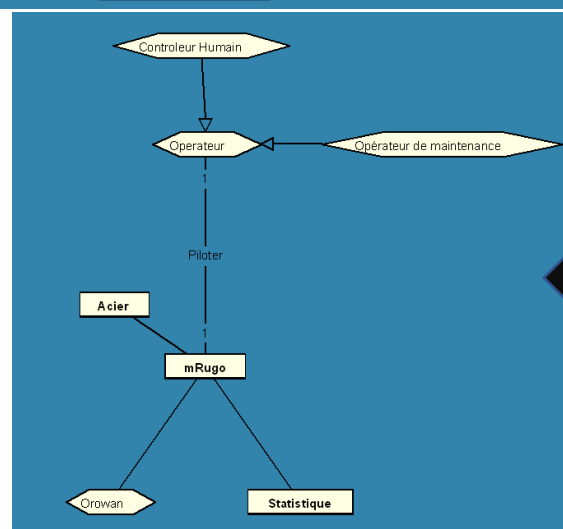 Controleur Humain
Operateur
Opérateur de maintenance
1
Piloter
Acier
1
mRugo
Orowan
Statistique